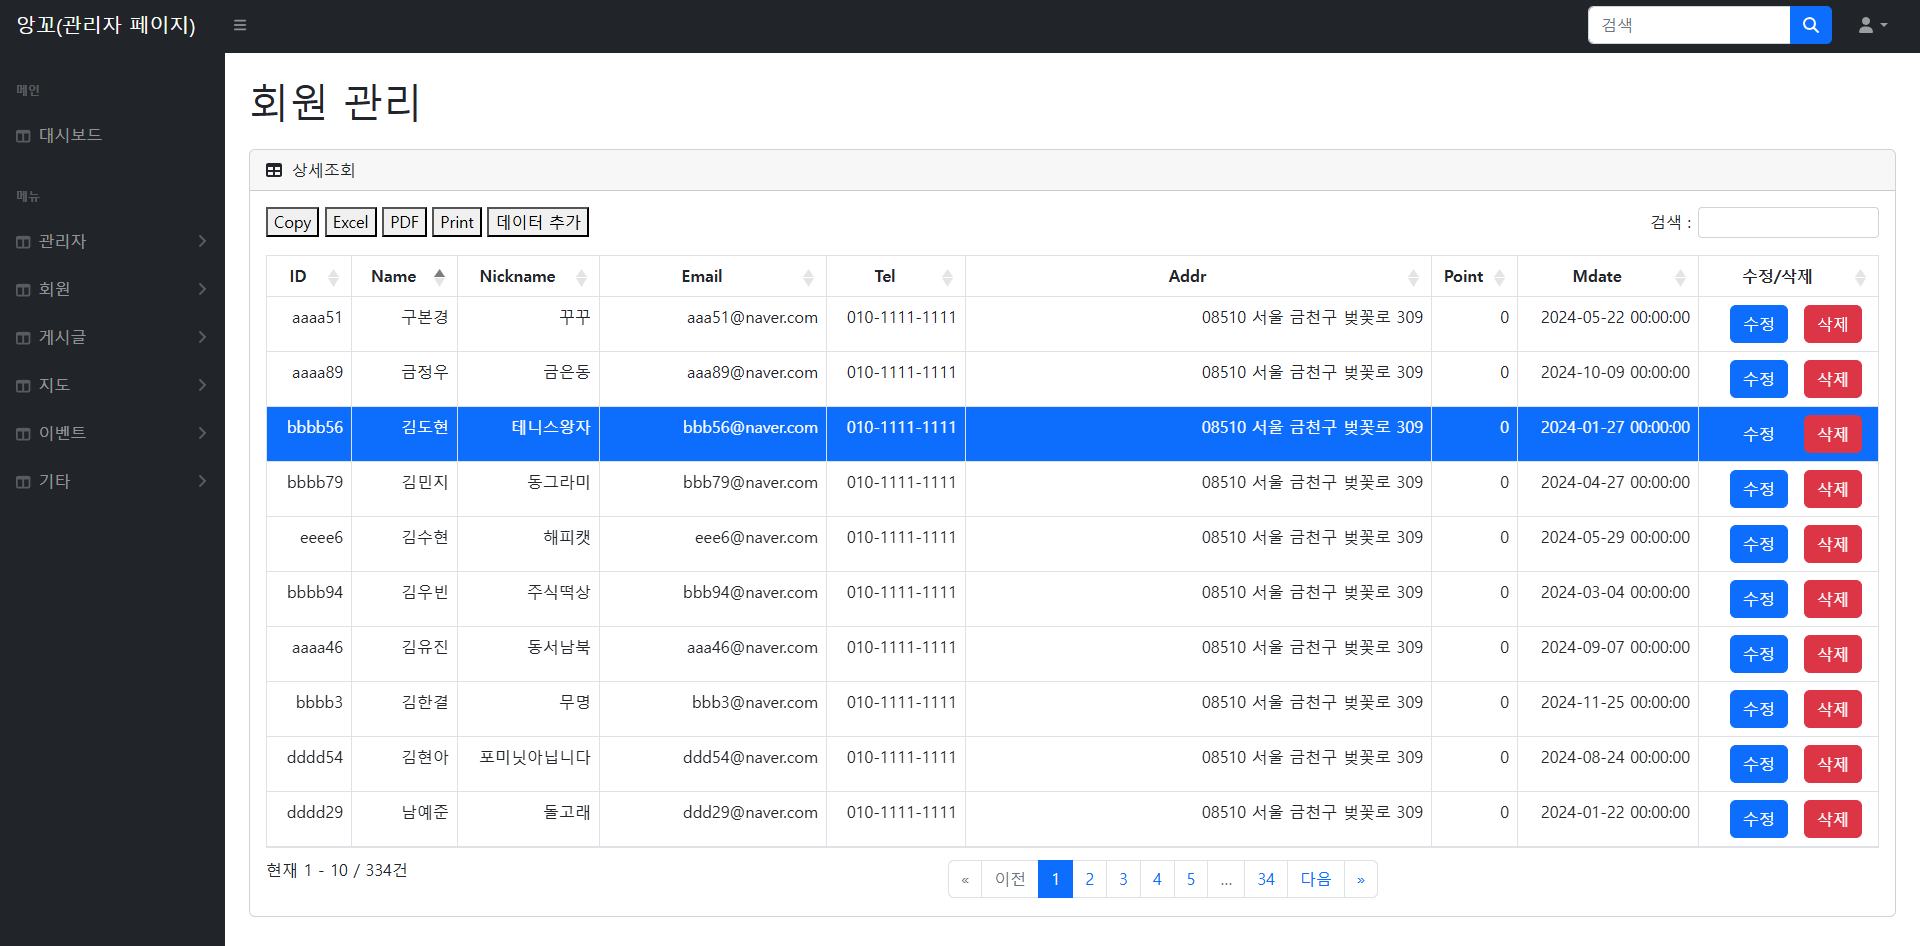 앙꼬(관리자 페이지)
검색
메인
대시보드
메뉴
관리자
회원
게시글
지도
이벤트
기타
회원 관리
상세조회
Copy Excel PDF Print 데이터 추가 검색 :
ID Name Nickname Email Tel Addr Point Mdate 수정/삭제
aaaa51 구본경 꾸꾸 aaa51@naver.com 010-1111-1111 08510 서울 금천구 벚꽃로 309 0 2024-05-22 00:00:00 수정 삭제
aaaa89 금정우 금은동 aaa89@naver.com 010-1111-1111 08510 서울 금천구 벚꽃로 309 0 2024-10-09 00:00:00 수정 삭제
bbbb56 김도현 테니스왕자 bbb56@naver.com 010-1111-1111 08510 서울 금천구 벚꽃로 309 0 2024-01-27 00:00:00 수정 삭제
bbbb79 김민지 동그라미 bbb79@naver.com 010-1111-1111 08510 서울 금천구 벚꽃로 309 0 2024-04-27 00:00:00 수정 삭제
eeee6 김수현 해피캣 eee6@naver.com 010-1111-1111 08510 서울 금천구 벚꽃로 309 0 2024-05-29 00:00:00 수정 삭제
bbbb94 김우빈 주식떡상 bbb94@naver.com 010-1111-1111 08510 서울 금천구 벚꽃로 309 0 2024-03-04 00:00:00 수정 삭제
aaaa46 김유진 동서남북 aaa46@naver.com 010-1111-1111 08510 서울 금천구 벚꽃로 309 0 2024-09-07 00:00:00 수정 삭제
bbbb3 김한결 무명 bbb3@naver.com 010-1111-1111 08510 서울 금천구 벚꽃로 309 0 2024-11-25 00:00:00 수정 삭제
dddd54 김현아 포미닛아닙니다 ddd54@naver.com 010-1111-1111 08510 서울 금천구 벚꽃로 309 0 2024-08-24 00:00:00 수정 삭제
dddd29 남예준 돌고래 ddd29@naver.com 010-1111-1111 08510 서울 금천구 벚꽃로 309 0 2024-01-22 00:00:00 수정 삭제
현재 1 - 10 / 334건
« 이전 1 2 3 4 5 … 34 다음 »